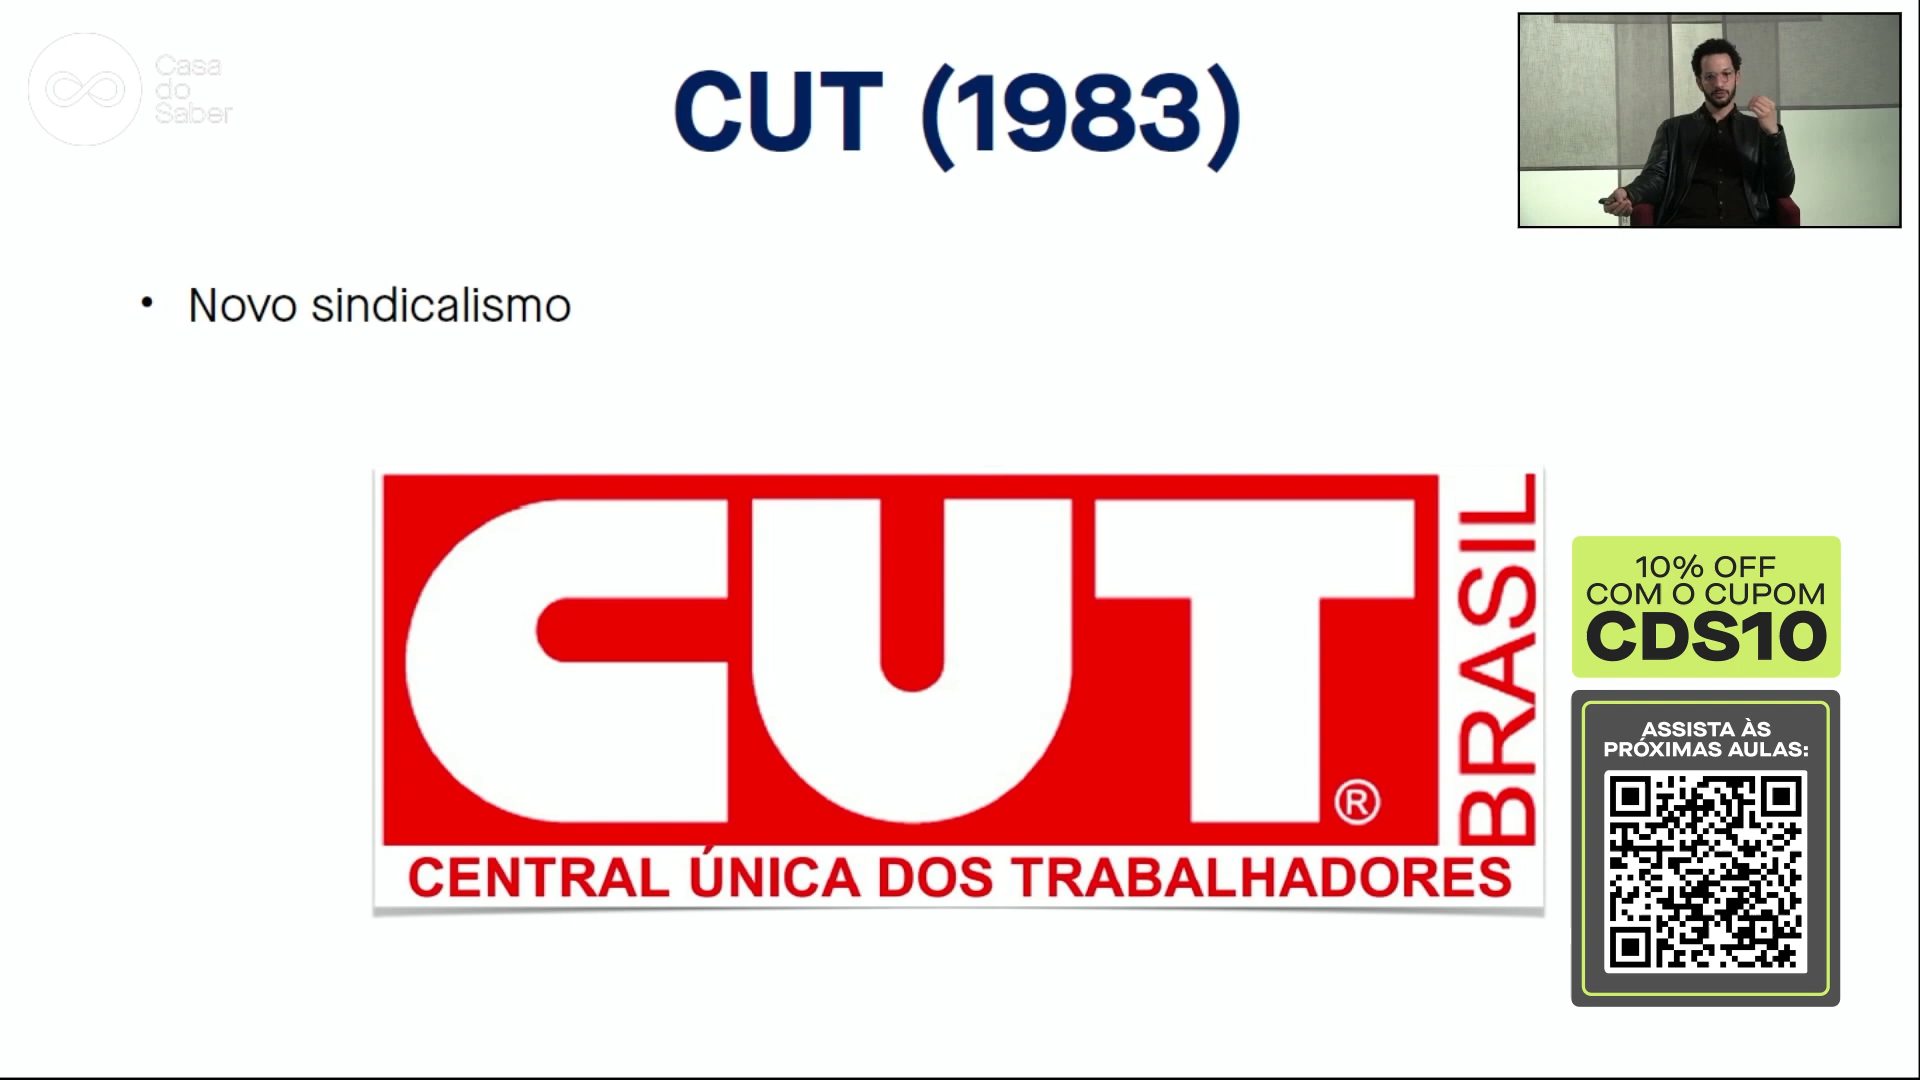 Casa
do
Saber
CUT (1983)
• Novo sindicalismo
CUT
®
BRASIL
CENTRAL ÚNICA DOS TRABALHADORES
10% OFF
COM O CUPOM
CDS10
ASSISTA ÀS
PRÓXIMAS AULAS: